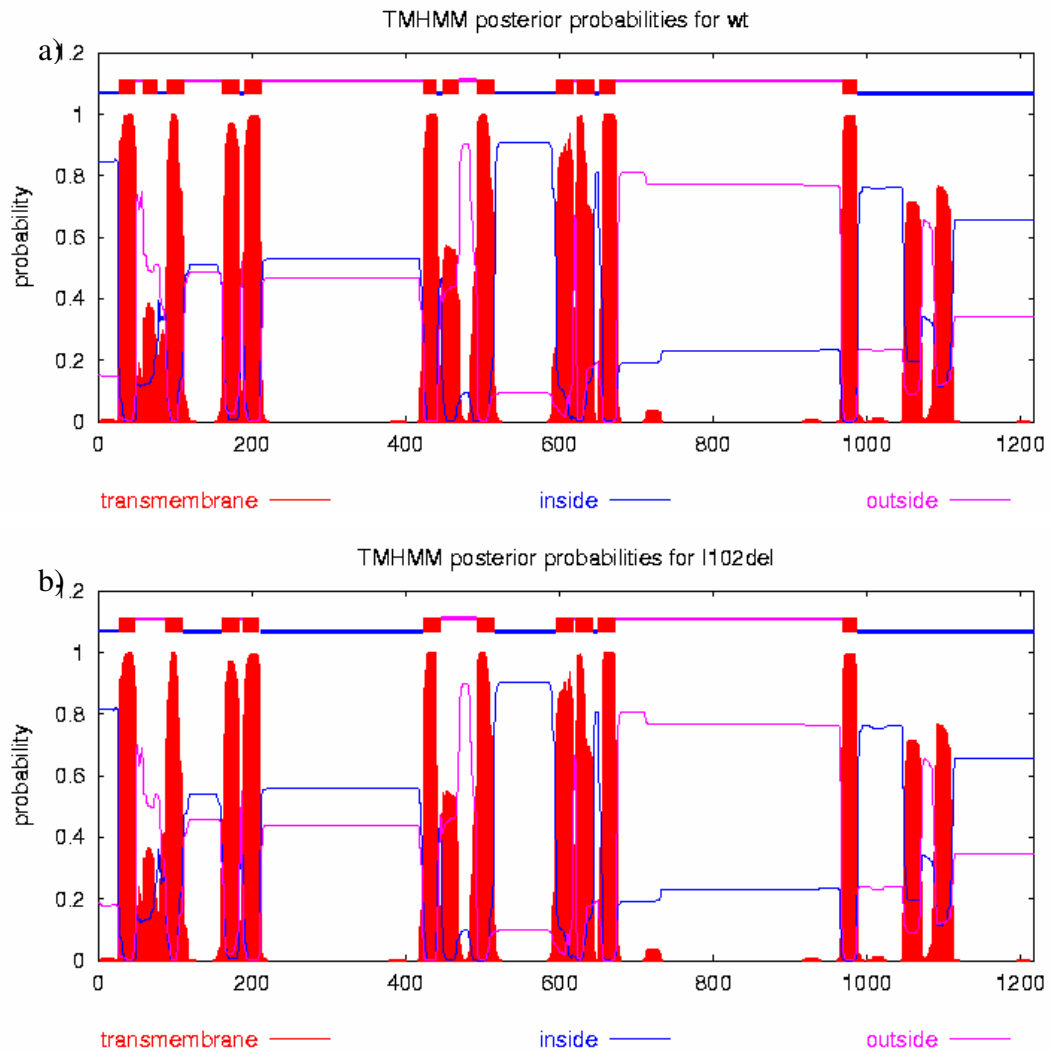 TMHMM posterior probabilities for wt
a)
1.2
1
0.8
0.6
0.4
0.2
0
probability
0 200 400 600 800 1000 1200
transmembrane inside outside
TMHMM posterior probabilities for I102del
b)
1.2
1
0.8
0.6
0.4
0.2
0
probability
0 200 400 600 800 1000 1200
transmembrane inside outside